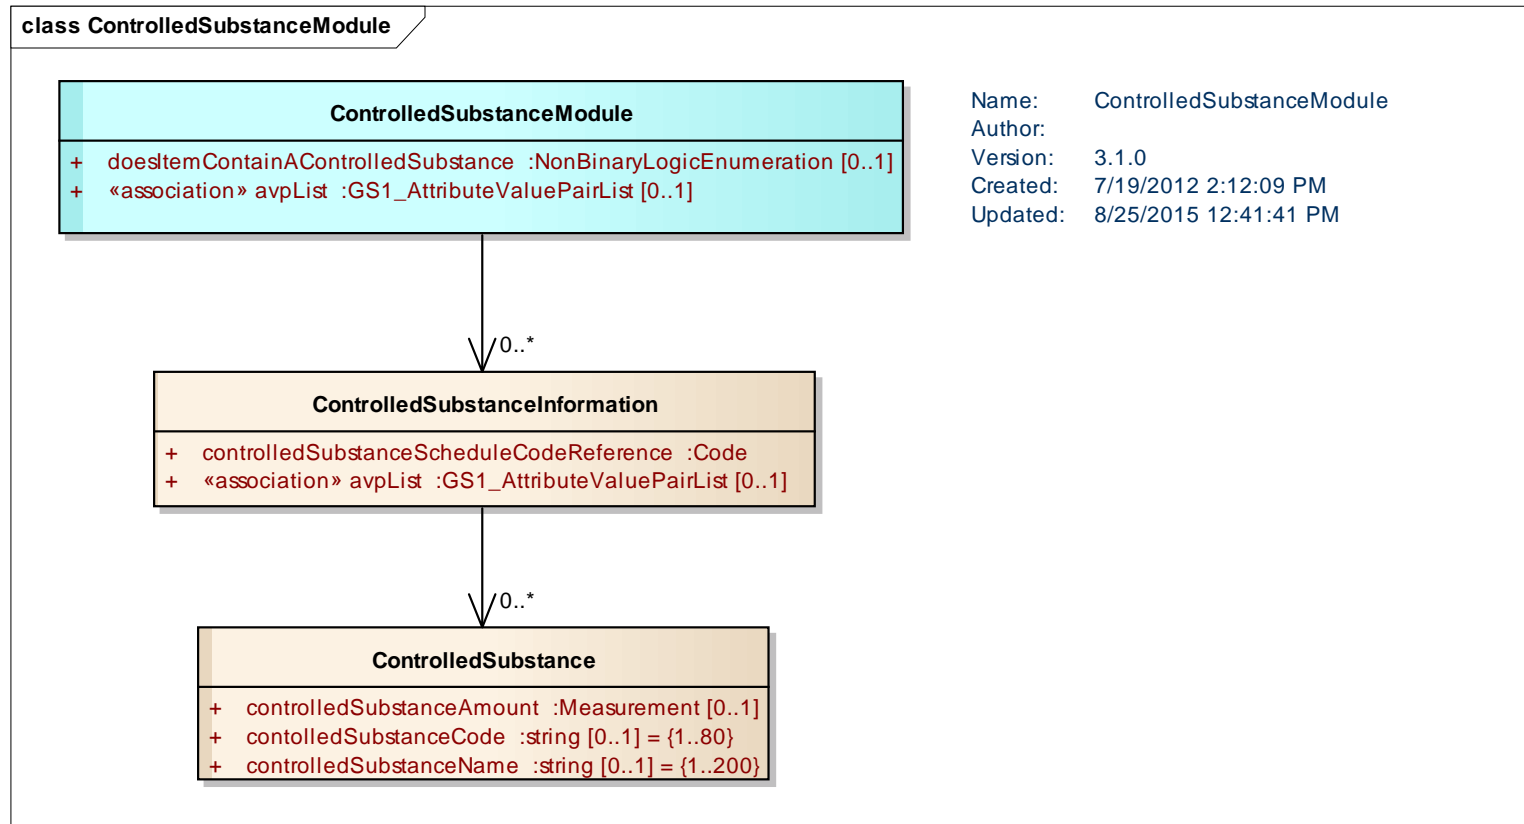 class ControlledSubstanceModule
ControlledSubstanceModule
+ doesItemContainAControlledSubstance :NonBinaryLogicEnumeration [0..1]
+ «association» avpList :GS1_AttributeValuePairList [0..1]
Name: ControlledSubstanceModule
Author:
Version: 3.1.0
Created: 7/19/2012 2:12:09 PM
Updated: 8/25/2015 12:41:41 PM
0..*
ControlledSubstanceInformation
+ controlledSubstanceScheduleCodeReference :Code
+ «association» avpList :GS1_AttributeValuePairList [0..1]
0..*
ControlledSubstance
+ controlledSubstanceAmount :Measurement [0..1]
+ contolledSubstanceCode :string [0..1] = {1..80}
+ controlledSubstanceName :string [0..1] = {1..200}